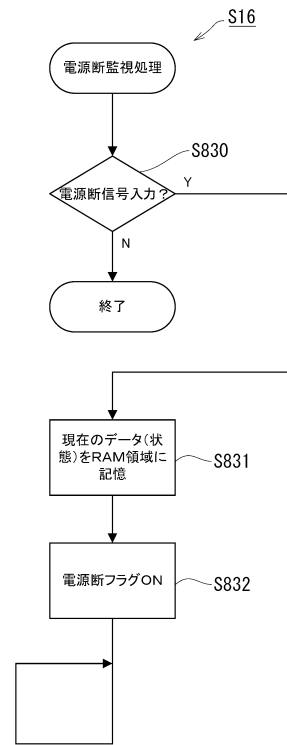 S16
電源断監視処理
S830
電源断信号入力？
Y
N
終了
現在のデータ（状
態）をRAM領域に
記憶
S831
電源断フラグON
S832